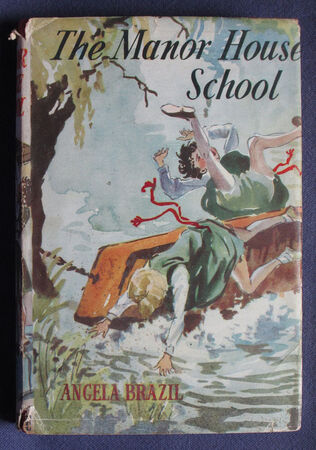 The Manor House
School
ANGELA BRAZIL